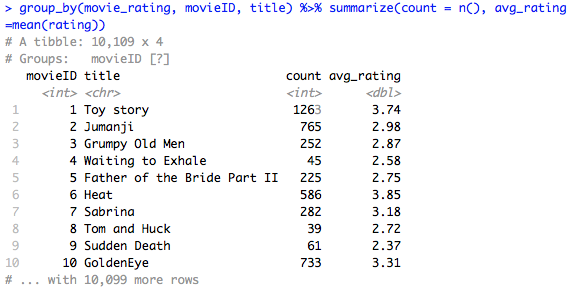 > group_by(movie_rating, movieID, title) %>% summarize(count = n(), avg_rating
=mean(rating))
# A tibble: 10,109 x 4
# Groups:   movieID [?]
   movieID title                       count avg_rating
     <int> <chr>                       <int>      <dbl>
1        1 Toy story                    1263       3.74
2        2 Jumanji                       765       2.98
3        3 Grumpy Old Men                252       2.87
4        4 Waiting to Exhale              45       2.58
5        5 Father of the Bride Part II   225       2.75
6        6 Heat                          586       3.85
7        7 Sabrina                       282       3.18
8        8 Tom and Huck                   39       2.72
9        9 Sudden Death                   61       2.37
10      10 GoldenEye                     733       3.31
# ... with 10,099 more rows